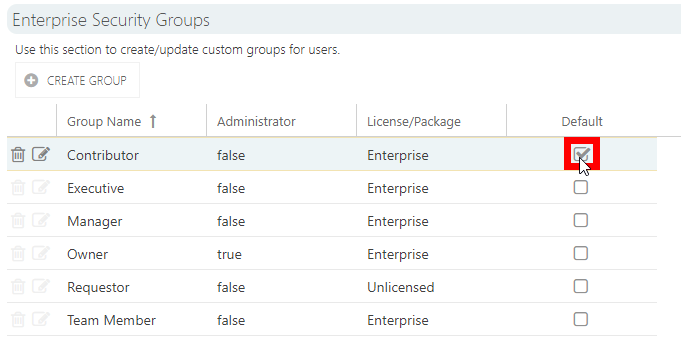 Enterprise Security Groups
Use this section to create/update custom groups for users.
CREATE GROUP
Group Name ↑ Administrator License/Package Default
Contributor false Enterprise
Executive false Enterprise
Manager false Enterprise
Owner true Enterprise
Requestor false Unlicensed
Team Member false Enterprise